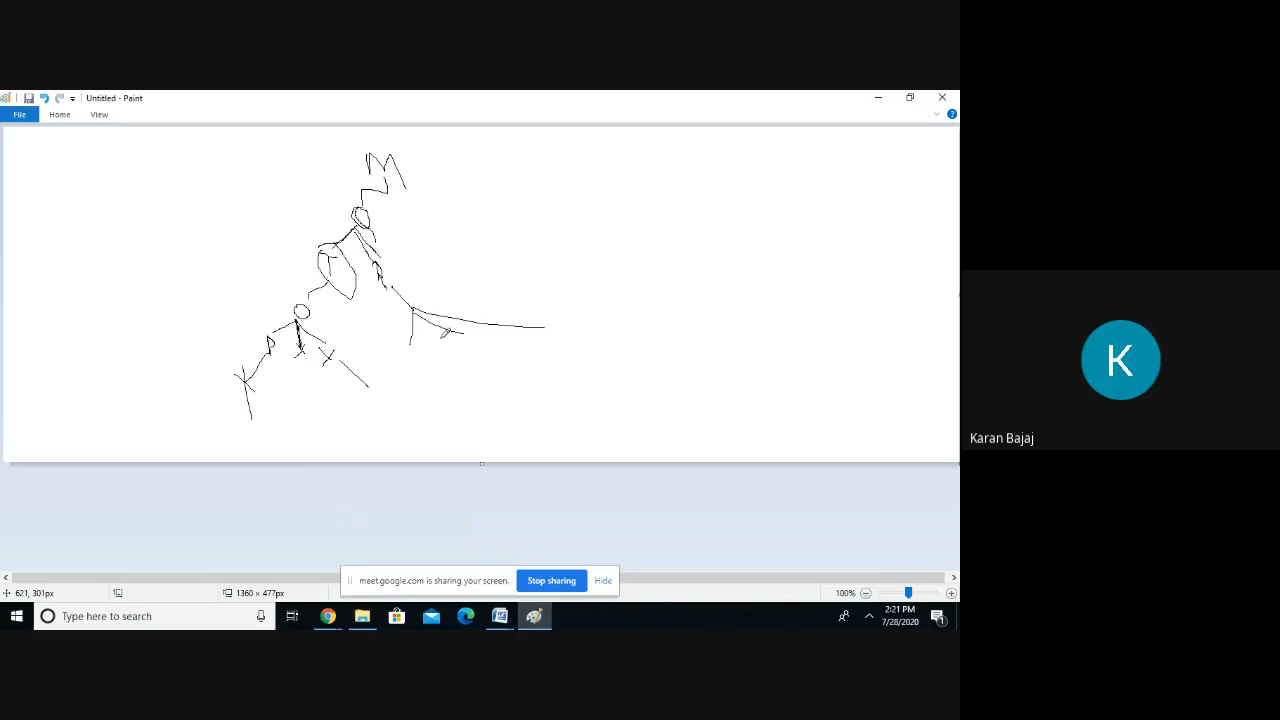 Untitled - Paint
File Home View
M
K
meet.google.com is sharing your screen. Stop sharing Hide
K
Karan Bajaj
621, 301px 1360 × 477px 100%
Type here to search
2:21 PM
7/28/2020
1